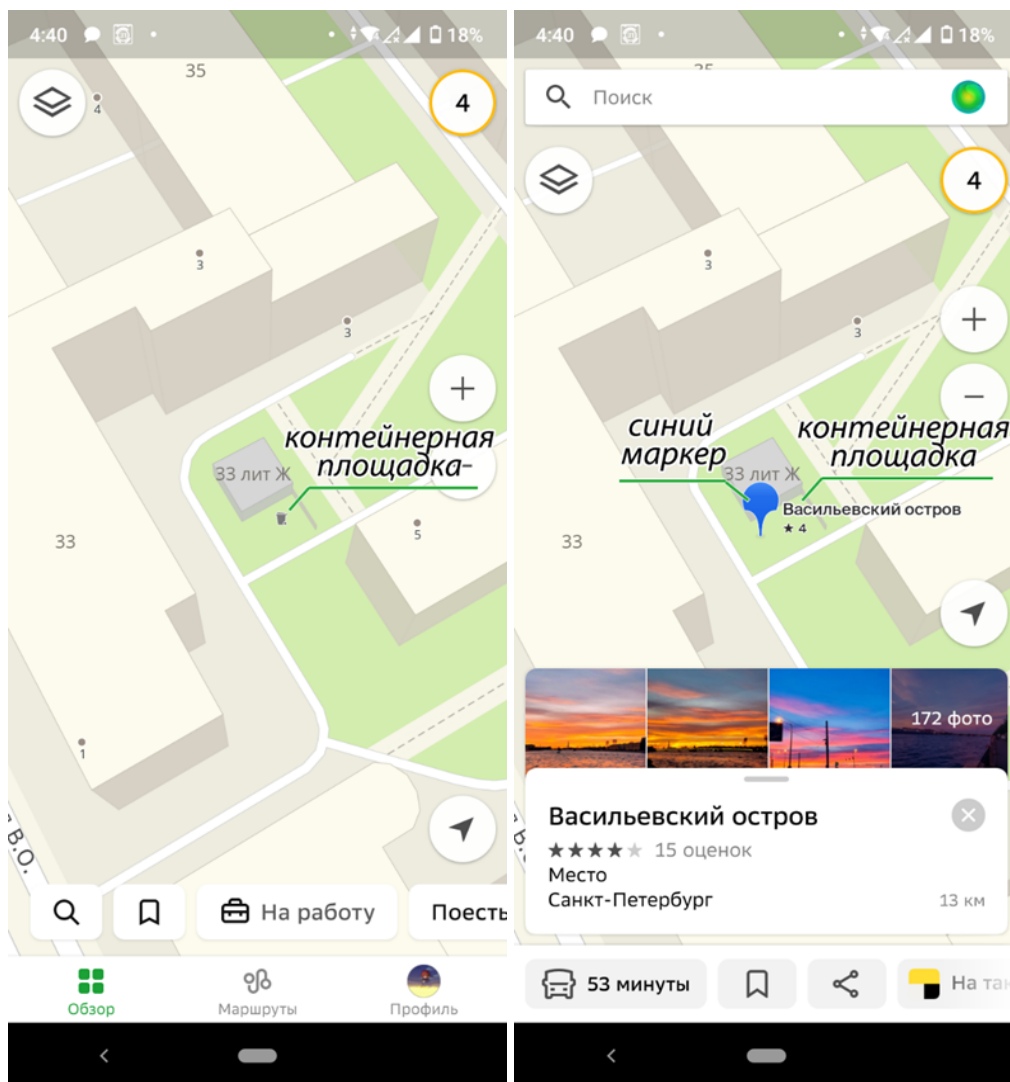 4:40
18%
35
4
4
3
3
контейнерная
площадка
33 лит Ж
5
33
1
В.О.
На работу
Поесть
Обзор
Маршруты
Профиль
4:40
18%
Поиск
4
3
3
синий
маркер
контейнерная
площадка
33 лит Ж
Васильевский остров
★ 4
33
172 фото
Васильевский остров
15 оценок
Место
Санкт-Петербург
13 км
53 минуты
На так